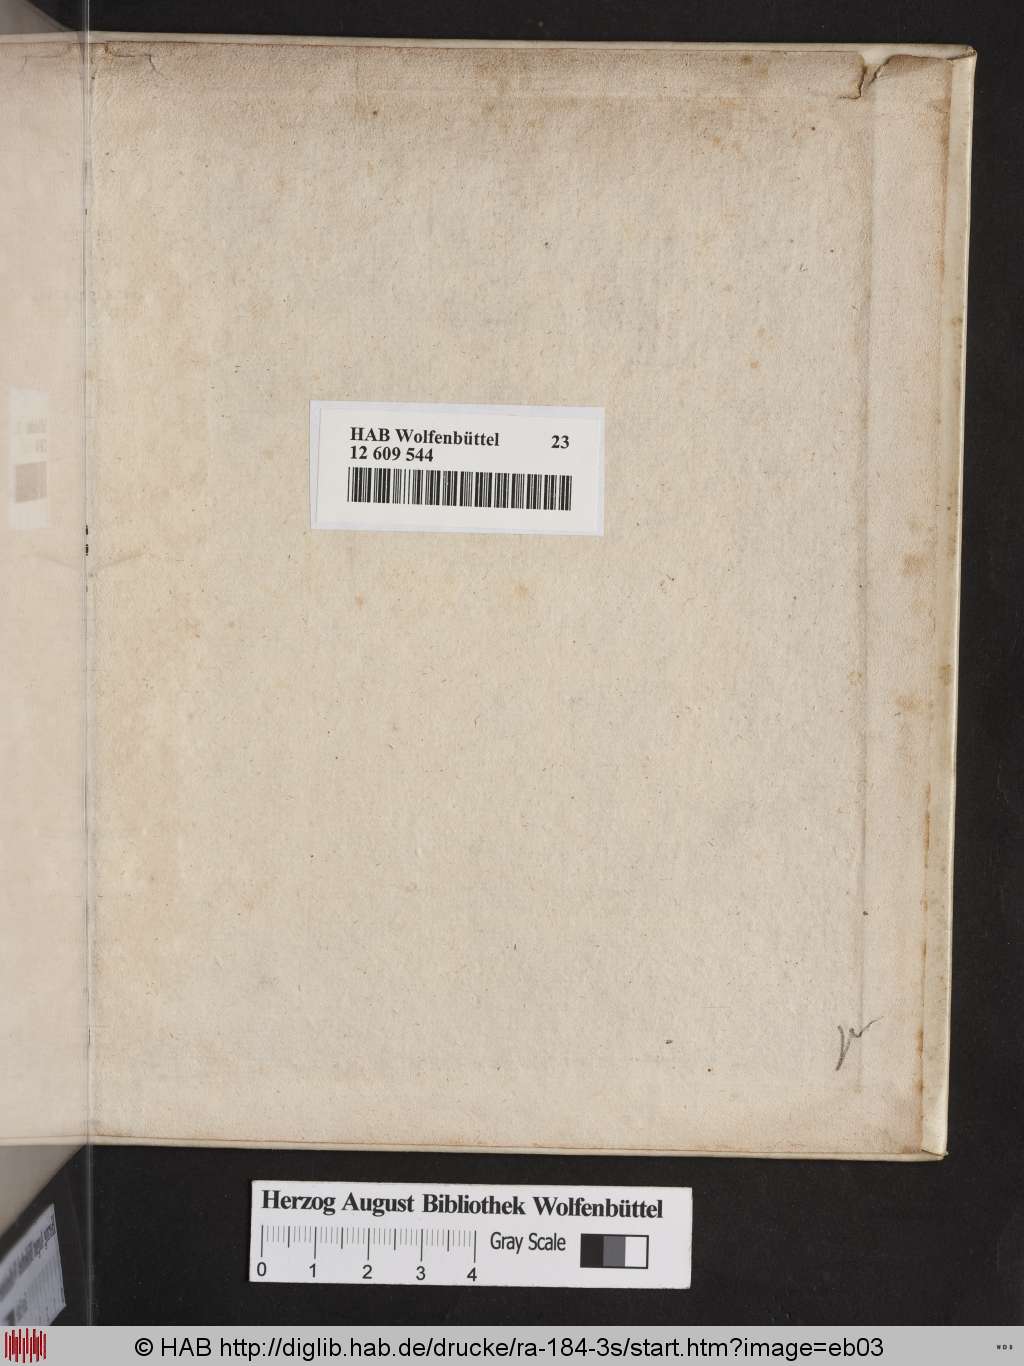 HAB Wolfenbüttel 23
12 609 544
Herzog August Bibliothek Wolfenbüttel
Gray Scale
0 1 2 3 4
© HAB http://diglib.hab.de/drucke/ra-184-3s/start.htm?image=eb03